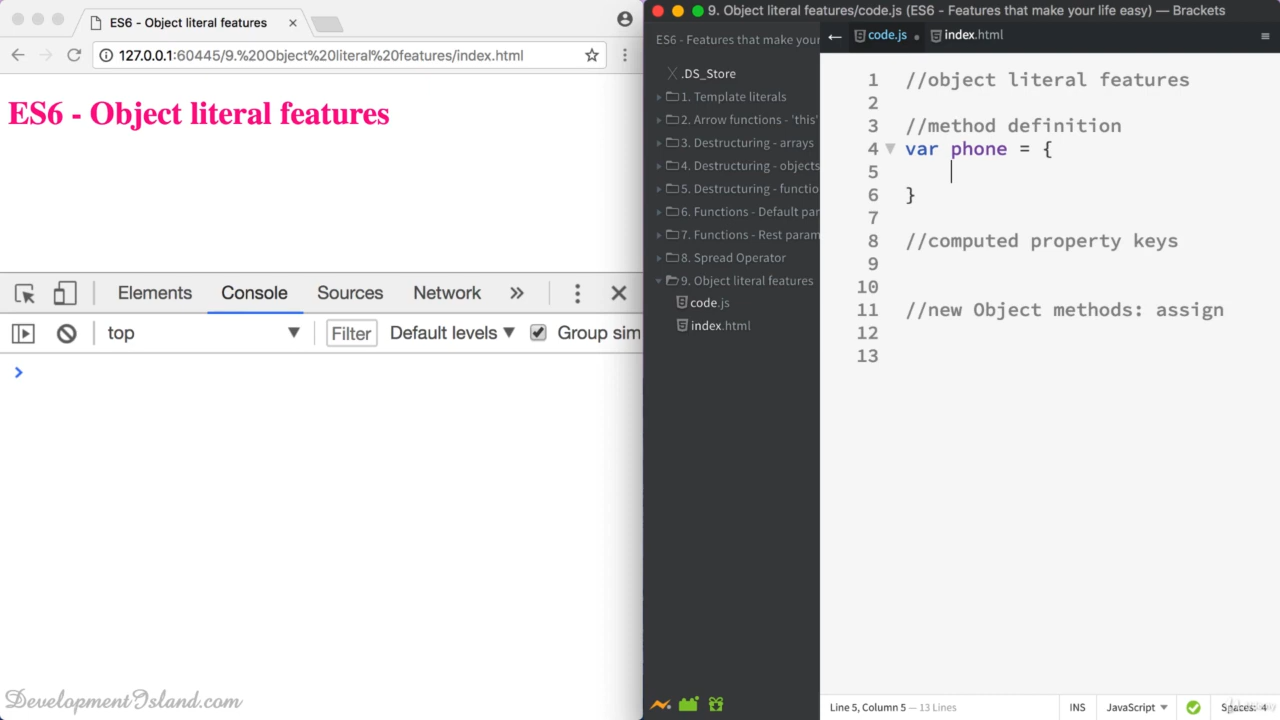 ES6 - Object literal features
127.0.0.1:60445/9.%20Object%20literal%20features/index.html
ES6 - Object literal features
Elements Console Sources Network
top Filter Default levels Group sim
DevelopmentIsland.com
9. Object literal features/code.js (ES6 - Features that make your life easy) — Brackets
ES6 - Features that make your
.DS_Store
1. Template literals
2. Arrow functions - 'this'
3. Destructuring - arrays
4. Destructuring - objects
5. Destructuring - functio
6. Functions - Default par
7. Functions - Rest param
8. Spread Operator
9. Object literal features
code.js
index.html
code.js index.html
1 //object literal features
2
3 //method definition
4 var phone = {
5
6 }
7
8 //computed property keys
9
10
11 //new Object methods: assign
12
13
Line 5, Column 5 — 13 Lines INS JavaScript Spaces: 4